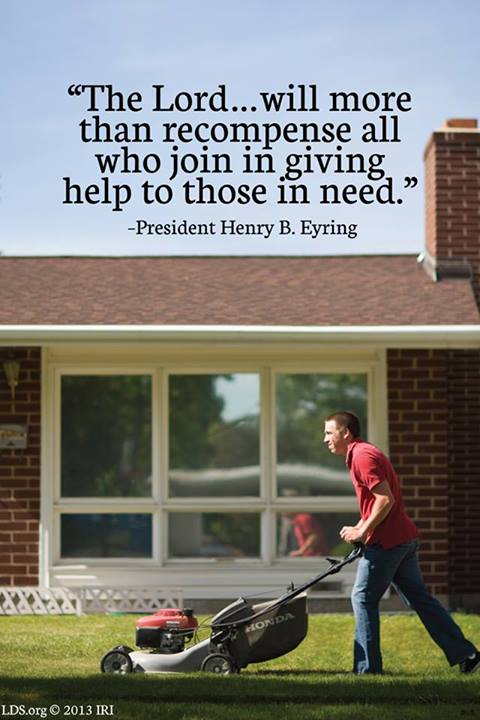 “The Lord...will more
than recompense all
who join in giving
help to those in need.”
–President Henry B. Eyring
HONDA
LDS.org © 2013 IRI